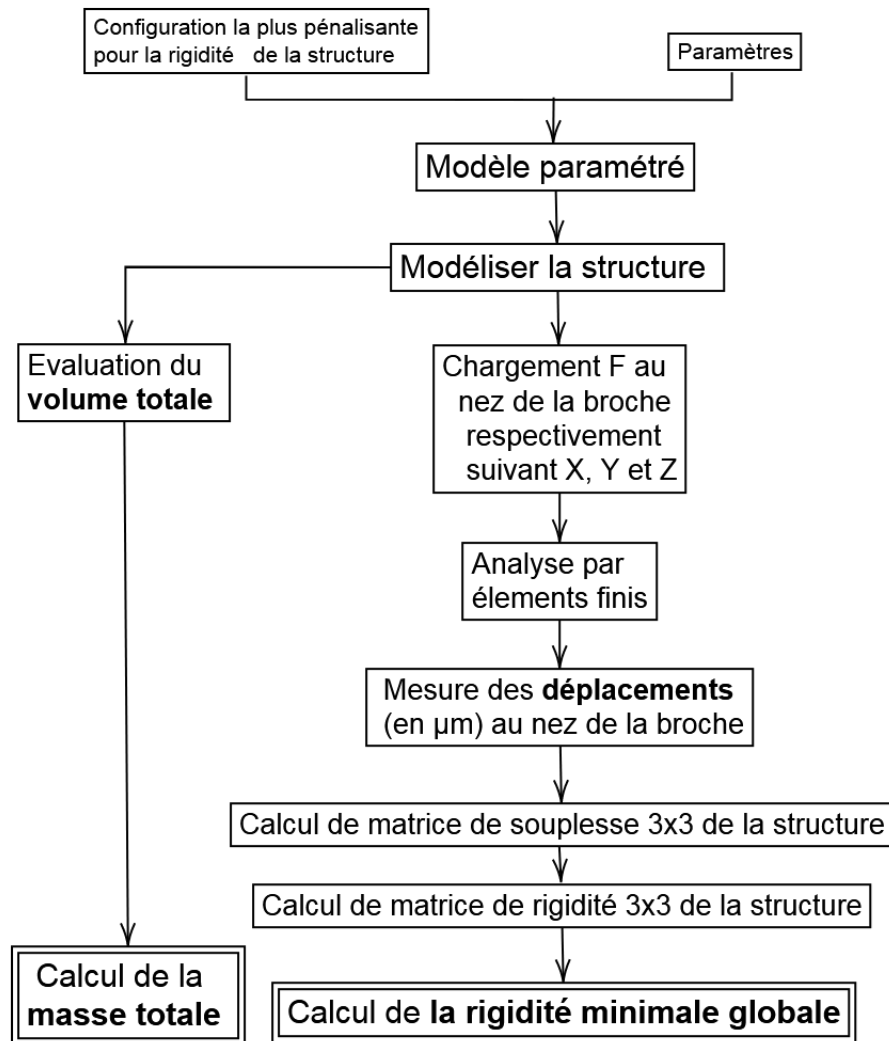 Configuration la plus pénalisante
pour la rigidité de la structure
Paramètres
Modèle paramétré
Modéliser la structure
Evaluation du
volume totale
Chargement F au
nez de la broche
respectivement
suivant X, Y et Z
Analyse par
élements finis
Mesure des déplacements
(en µm) au nez de la broche
Calcul de matrice de souplesse 3x3 de la structure
Calcul de matrice de rigidité 3x3 de la structure
Calcul de la
masse totale
Calcul de la rigidité minimale globale